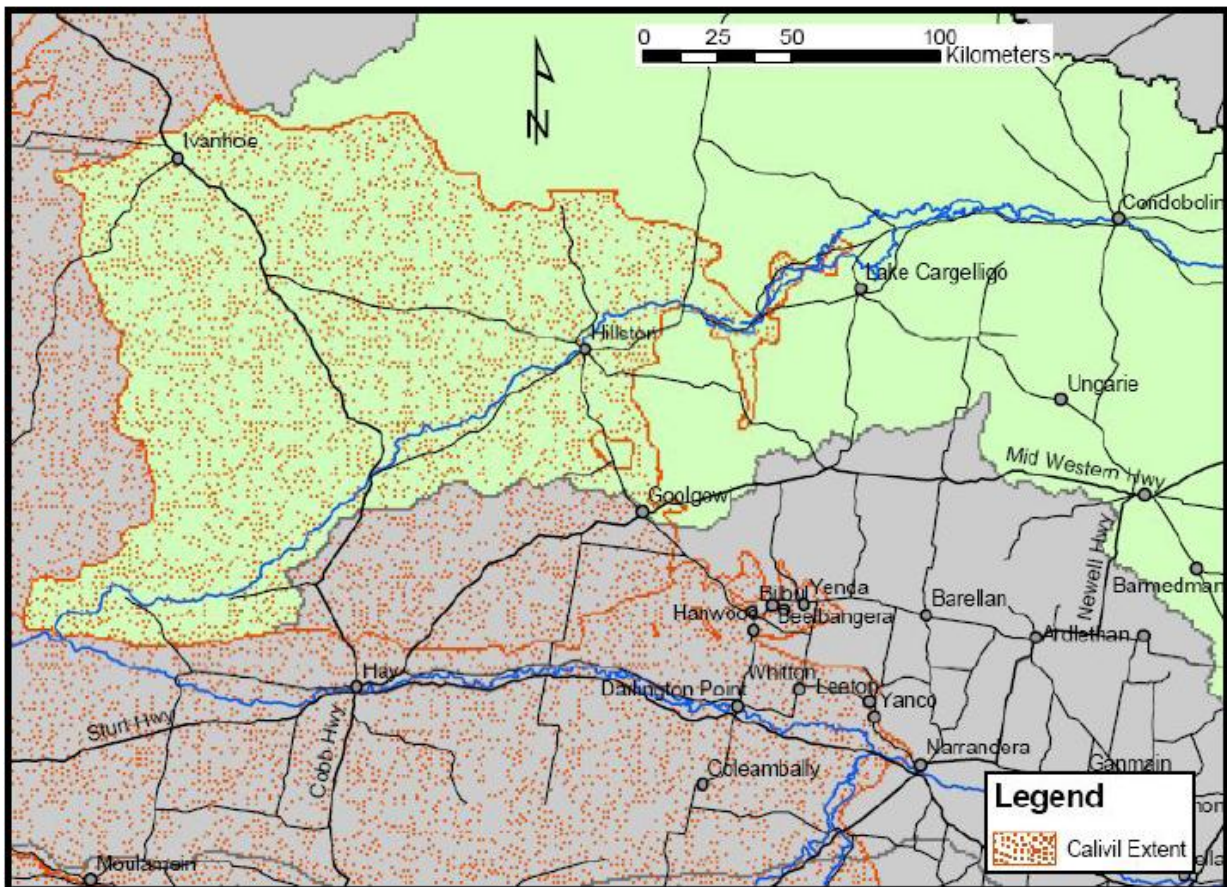 0 25 50 100
Kilometers
N
Ivanhoe
Condobolin
Lake Cargelligo
Hillston
Ungarie
Mid Western Hwy
Goolgow
Newell Hwy
Barmedman
Yenda
Bilbul
Hanwood
Beelbangera
Barellan
Ardlethan
Hay
Whitton
Darlington Point
Leeton
Yanco
Sturt Hwy
Cobb Hwy
Narrandera
Coleambally
Ganmain
Legend
Calivil Extent
Moulamein